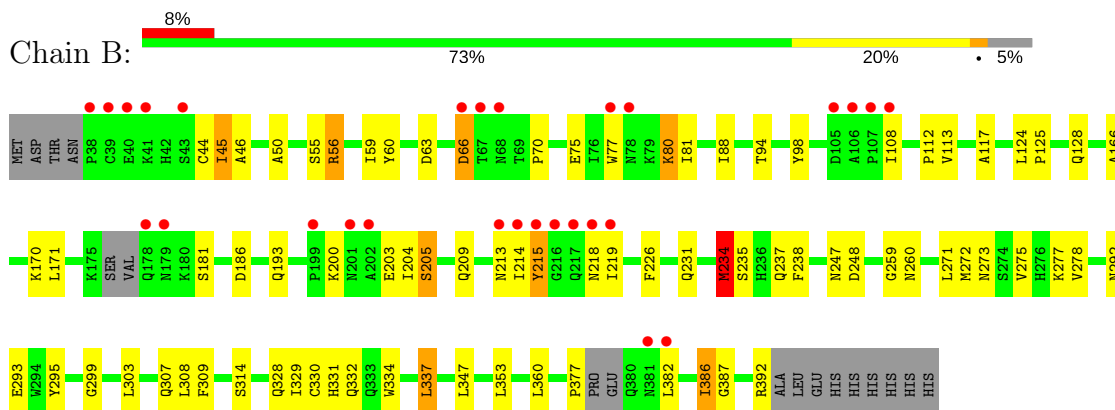 8%
Chain B:
73% 20% • 5%
MET ASP THR ASN P38 C39 E40 K41 H42 S43 C44 I45 A46 A50 S55 R56 I59 Y60 D63 D66 T67 N68 T69 P70 E75 I76 W77 N78 K79 K80 I81 I88 T94 Y98 D105 A106 P107 I108 P112 V113 A117 L124 P125 Q128 A166
K170 L171 K175 SER VAL Q178 N179 K180 S181 D186 Q193 P199 K200 N201 A202 E203 I204 S205 Q209 N213 I214 Y215 G216 Q217 N218 I219 F226 Q231 M234 S235 H236 Q237 F238 N247 D248 G259 N260 L271 M272 N273 S274 V275 H276 K277 V278 N292
E293 W294 Y295 G299 L303 Q307 L308 F309 S314 Q328 I329 C330 H331 Q332 Q333 W334 L337 L347 L353 L360 P377 PRO GLU Q380 N381 L382 I386 G387 R392 ALA LEU GLU HIS HIS HIS HIS HIS HIS